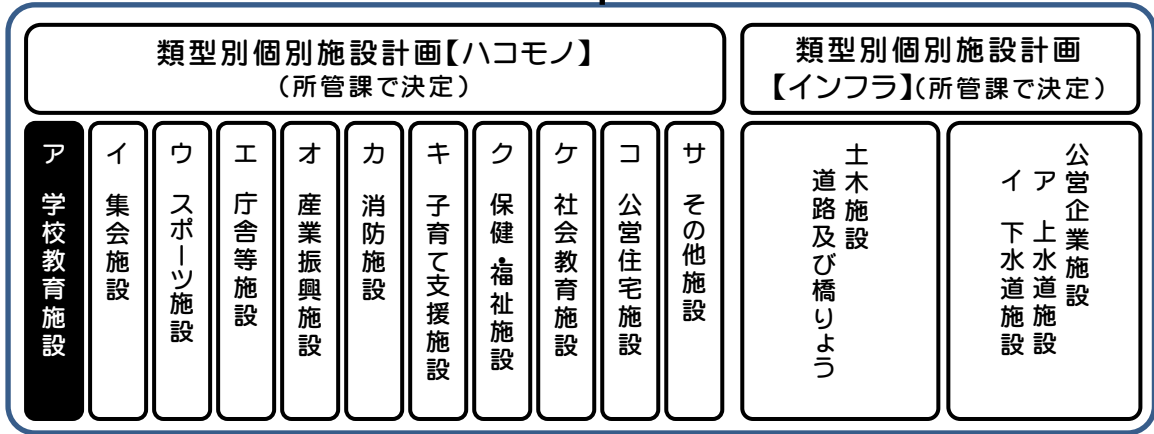 類型別個別施設計画【ハコモノ】
(所管課で決定)
類型別個別施設計画
【インフラ】(所管課で決定)
ア 学校教育施設
イ 集会施設
ウ スポーツ施設
エ 庁舎等施設
オ 産業振興施設
カ 消防施設
キ 子育て支援施設
ク 保健・福祉施設
ケ 社会教育施設
コ 公営住宅施設
サ その他施設
土木施設
道路及び橋りょう
公営企業施設
ア 上水道施設
イ 下水道施設